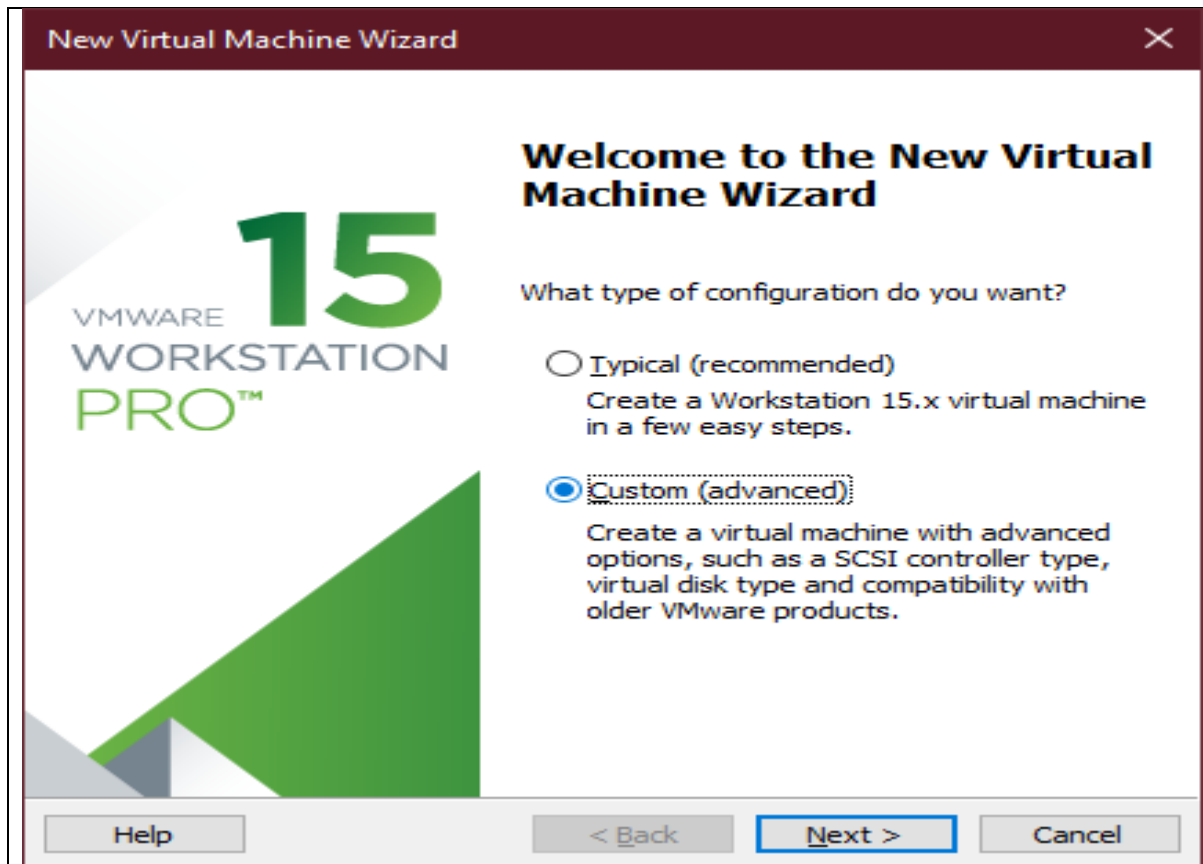 New Virtual Machine Wizard
15
VMWARE
WORKSTATION
PRO™
Welcome to the New Virtual
Machine Wizard
What type of configuration do you want?
Typical (recommended)
Create a Workstation 15.x virtual machine
in a few easy steps.
Custom (advanced)
Create a virtual machine with advanced
options, such as a SCSI controller type,
virtual disk type and compatibility with
older VMware products.
Help
< Back
Next >
Cancel